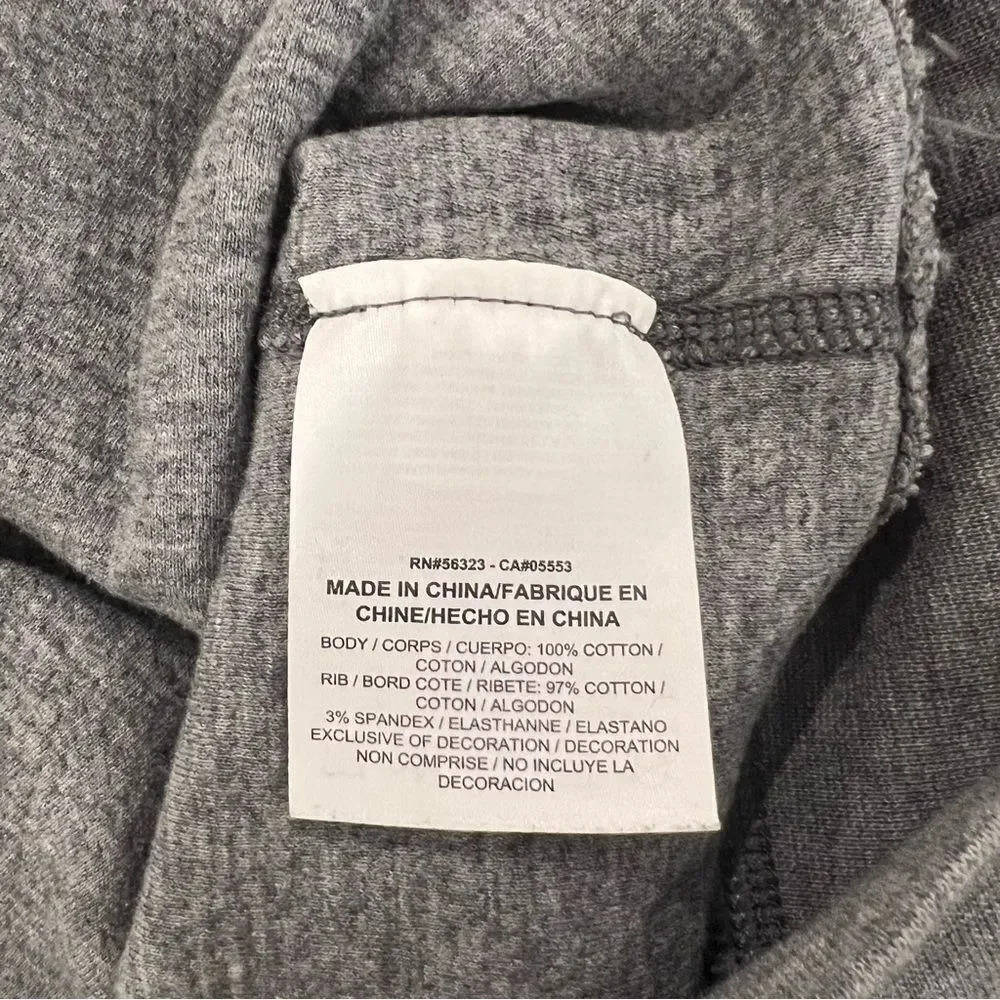 RN#56323 - CA#05553
MADE IN CHINA/FABRIQUE EN
CHINE/HECHO EN CHINA
BODY / CORPS / CUERPO: 100% COTTON /
COTON / ALGODON
RIB / BORD COTE / RIBETE: 97% COTTON /
COTON / ALGODON
3% SPANDEX / ELASTHANNE / ELASTANO
EXCLUSIVE OF DECORATION / DECORATION
NON COMPRISE / NO INCLUYE LA
DECORACION